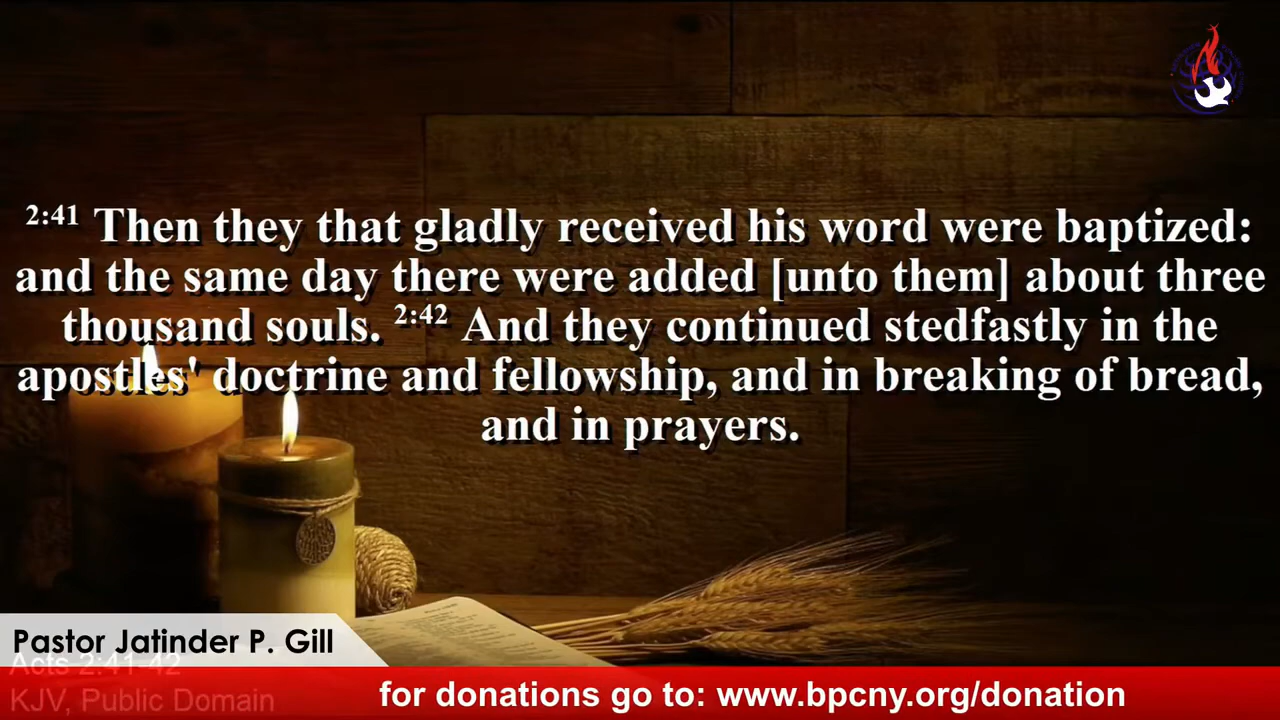 2:41 Then they that gladly received his word were baptized:
and the same day there were added [unto them] about three
thousand souls. 2:42 And they continued stedfastly in the
apostles' doctrine and fellowship, and in breaking of bread,
and in prayers.
Pastor Jatinder P. Gill
Acts 2:41-42
KJV, Public Domain
for donations go to: www.bpcny.org/donation